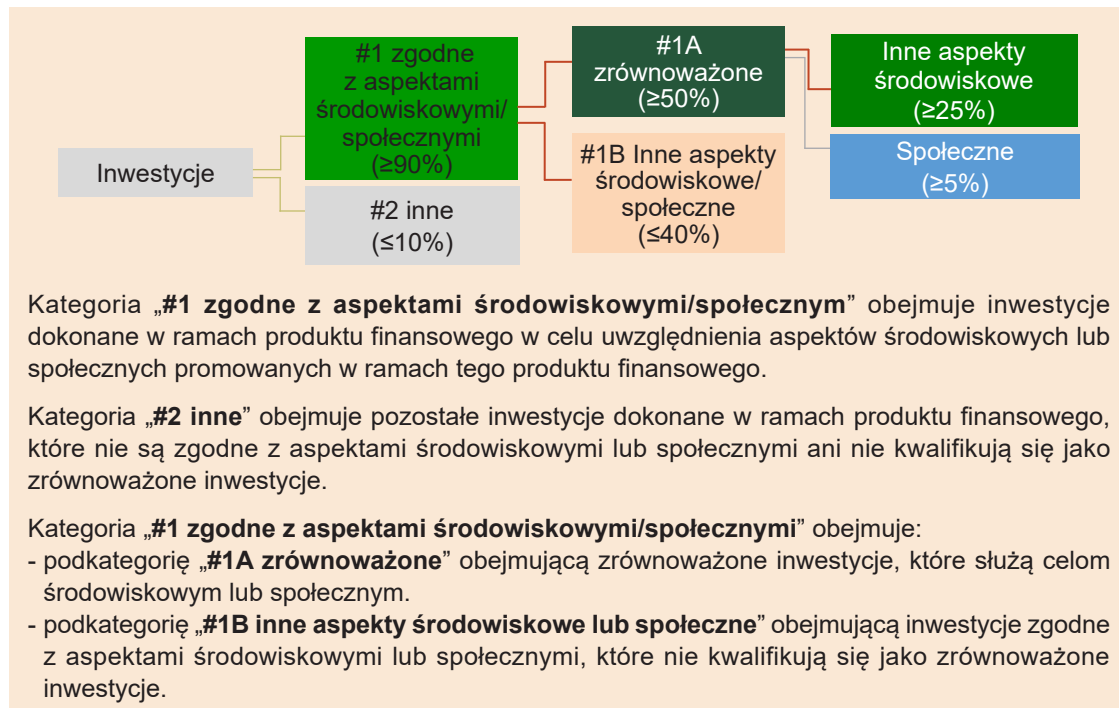 Inwestycje
#1 zgodne
z aspektami
środowiskowymi/
społecznymi
(≥90%)
#2 inne
(≤10%)
#1A
zrównoważone
(≥50%)
#1B Inne aspekty
środowiskowe/
społeczne
(≤40%)
Inne aspekty
środowiskowe
(≥25%)
Społeczne
(≥5%)
Kategoria „#1 zgodne z aspektami środowiskowymi/społecznym” obejmuje inwestycje
dokonane w ramach produktu finansowego w celu uwzględnienia aspektów środowiskowych lub
społecznych promowanych w ramach tego produktu finansowego.
Kategoria „#2 inne” obejmuje pozostałe inwestycje dokonane w ramach produktu finansowego,
które nie są zgodne z aspektami środowiskowymi lub społecznymi ani nie kwalifikują się jako
zrównoważone inwestycje.
Kategoria „#1 zgodne z aspektami środowiskowymi/społecznymi” obejmuje:
- podkategorię „#1A zrównoważone” obejmującą zrównoważone inwestycje, które służą celom
środowiskowym lub społecznym.
- podkategorię „#1B inne aspekty środowiskowe lub społeczne” obejmującą inwestycje zgodne
z aspektami środowiskowymi lub społecznymi, które nie kwalifikują się jako zrównoważone
inwestycje.